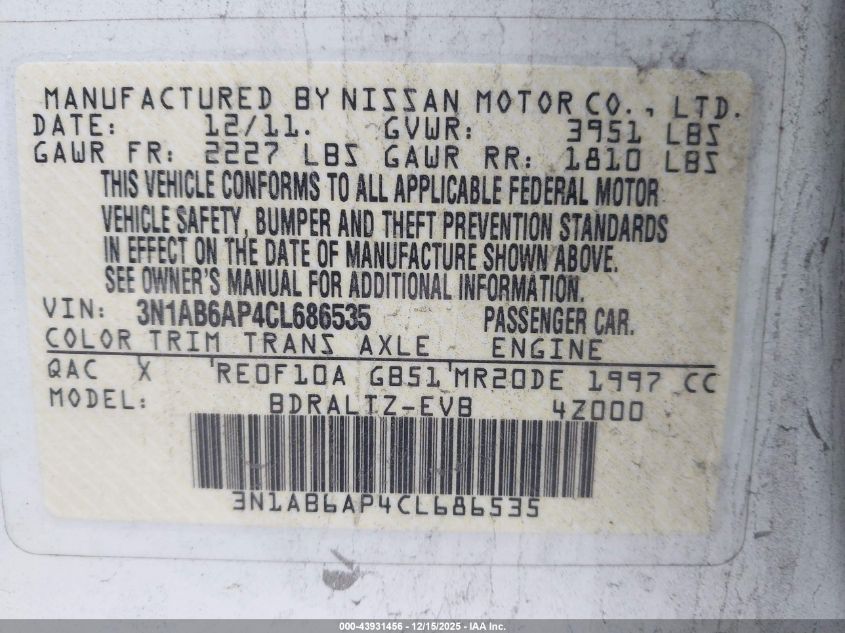 MANUFACTURED BY NISSAN MOTOR CO., LTD.
DATE: 12/11. GVWR: 3951 LBS
GAWR FR: 2227 LBS GAWR RR: 1810 LBS
THIS VEHICLE CONFORMS TO ALL APPLICABLE FEDERAL MOTOR
VEHICLE SAFETY, BUMPER AND THEFT PREVENTION STANDARDS
IN EFFECT ON THE DATE OF MANUFACTURE SHOWN ABOVE.
SEE OWNER'S MANUAL FOR ADDITIONAL INFORMATION.
VIN: 3N1AB6AP4CL686535 PASSENGER CAR.
COLOR TRIM TRANS AXLE ENGINE
QAC X RE0F10A GB51 MR20DE 1997 CC
MODEL: BDRALTZ-EVB 4Z000
3N1AB6AP4CL686535
000-43931456 - 12/15/2025 - IAA Inc.